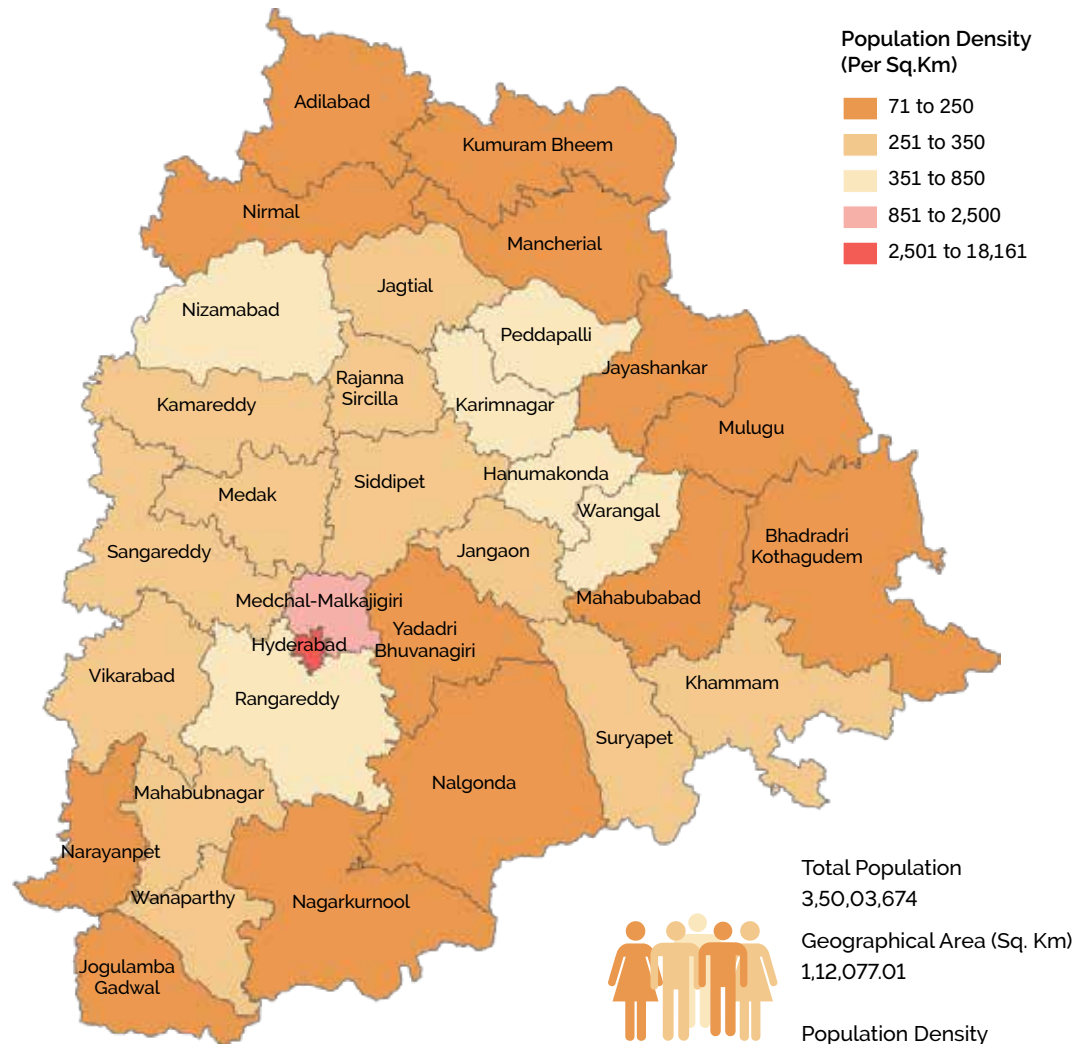 Population Density
(Per Sq.Km)
71 to 250
251 to 350
351 to 850
851 to 2,500
2,501 to 18,161
Adilabad
Kumuram Bheem
Nirmal
Mancherial
Jagtial
Nizamabad
Peddapalli
Jayashankar
Rajanna
Sircilla
Kamareddy
Karimnagar
Mulugu
Hanumakonda
Siddipet
Medak
Warangal
Bhadradri
Kothagudem
Sangareddy
Jangaon
Medchal-Malkajigiri
Mahabubabad
Yadadri
Bhuvanagiri
Hyderabad
Vikarabad
Khammam
Rangareddy
Suryapet
Nalgonda
Mahabubnagar
Narayanpet
Wanaparthy
Nagarkurnool
Jogulamba
Gadwal
Total Population
3,50,03,674
Geographical Area (Sq. Km)
1,12,077.01
Population Density